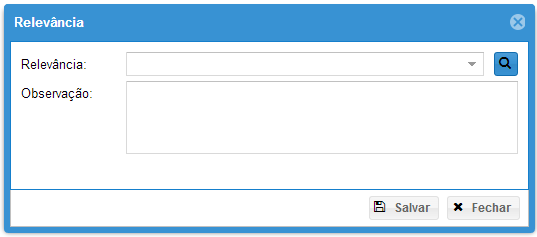 Relevância
Relevância:
Observação:
Salvar Fechar